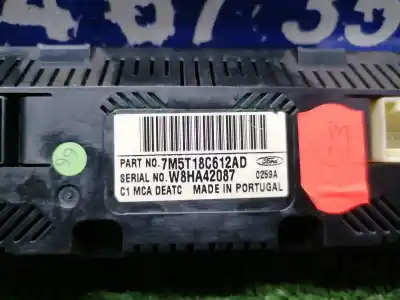 PART NO. 7M5T18C612AD
Ford
SERIAL NO. W8HA42087 0259A
C1 MCA DEATC MADE IN PORTUGAL